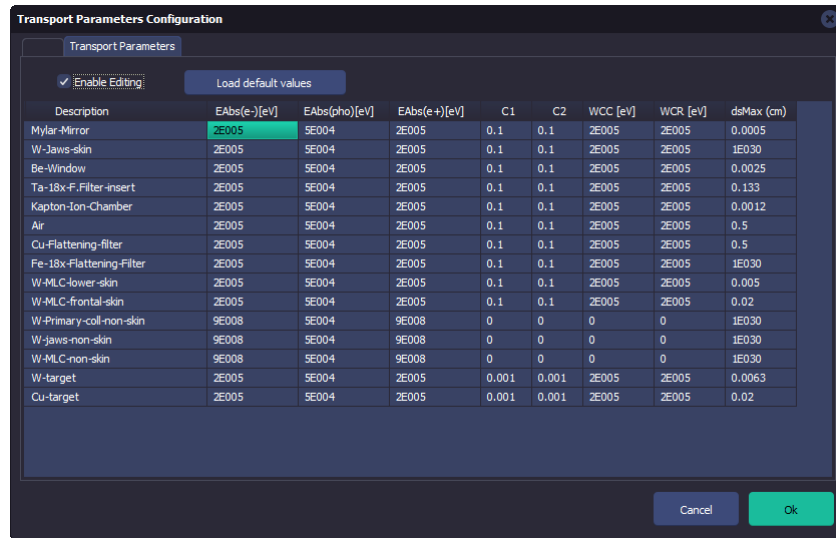 Transport Parameters Configuration
Transport Parameters
Enable Editing Load default values
Description EAbs(e-)[eV] EAbs(pho)[eV] EAbs(e+)[eV] C1 C2 WCC [eV] WCR [eV] dsMax (cm)
Mylar-Mirror 2E005 5E004 2E005 0.1 0.1 2E005 2E005 0.0005
W-Jaws-skin 2E005 5E004 2E005 0.1 0.1 2E005 2E005 1E030
Be-Window 2E005 5E004 2E005 0.1 0.1 2E005 2E005 0.0025
Ta-18x-F.Filter-insert 2E005 5E004 2E005 0.1 0.1 2E005 2E005 0.133
Kapton-Ion-Chamber 2E005 5E004 2E005 0.1 0.1 2E005 2E005 0.0012
Air 2E005 5E004 2E005 0.1 0.1 2E005 2E005 0.5
Cu-Flattening-filter 2E005 5E004 2E005 0.1 0.1 2E005 2E005 0.5
Fe-18x-Flattening-Filter 2E005 5E004 2E005 0.1 0.1 2E005 2E005 1E030
W-MLC-lower-skin 2E005 5E004 2E005 0.1 0.1 2E005 2E005 0.005
W-MLC-frontal-skin 2E005 5E004 2E005 0.1 0.1 2E005 2E005 0.02
W-Primary-coll-non-skin 9E008 5E004 9E008 0 0 0 0 1E030
W-jaws-non-skin 9E008 5E004 9E008 0 0 0 0 1E030
W-MLC-non-skin 9E008 5E004 9E008 0 0 0 0 1E030
W-target 2E005 5E004 2E005 0.001 0.001 2E005 2E005 0.0063
Cu-target 2E005 5E004 2E005 0.001 0.001 2E005 2E005 0.02
Cancel Ok